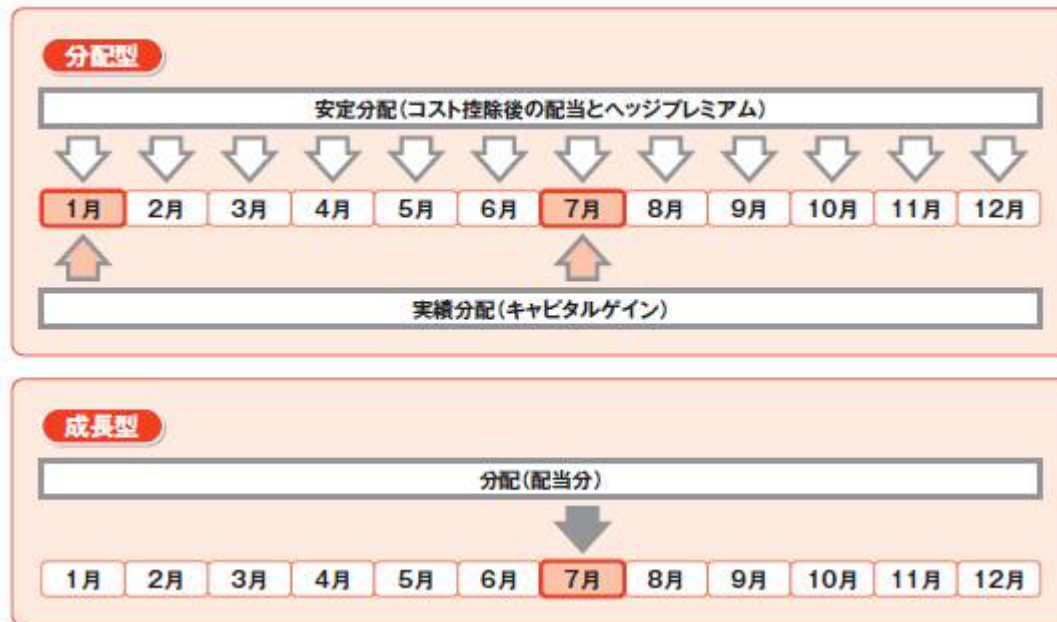 分配型
安定分配(コスト控除後の配当とヘッジプレミアム)
1月 2月 3月 4月 5月 6月 7月 8月 9月 10月 11月 12月
実績分配(キャピタルゲイン)
成長型
分配(配当分)
1月 2月 3月 4月 5月 6月 7月 8月 9月 10月 11月 12月